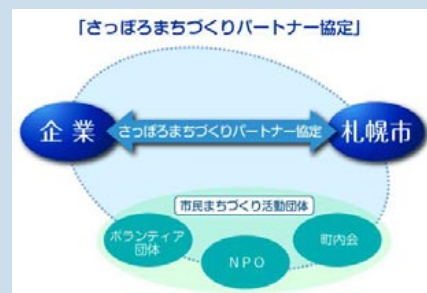 「さっぽろまちづくりパートナー協定」
企業
さっぽろまちづくりパートナー協定
札幌市
市民まちづくり活動団体
ボランティア
団体
NPO
町内会